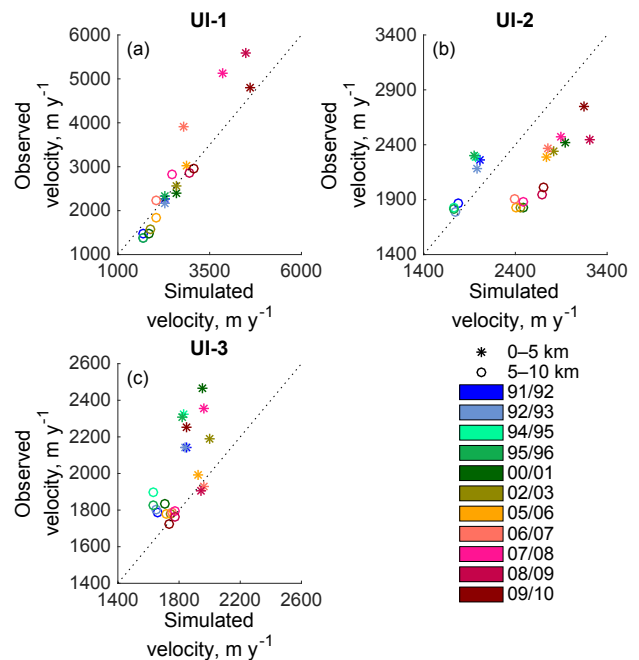 UI-1
(a)
6000
5000
4000
3000
2000
1000
Observed
velocity, m y⁻¹
1000 3500 6000
Simulated
velocity, m y⁻¹
UI-2
(b)
3400
2900
2400
1900
1400
Observed
velocity, m y⁻¹
1400 2400 3400
Simulated
velocity, m y⁻¹
UI-3
(c)
2600
2400
2200
2000
1800
1600
1400
Observed
velocity, m y⁻¹
1400 1800 2200 2600
Simulated
velocity, m y⁻¹
0–5 km
5–10 km
91/92
92/93
94/95
95/96
00/01
02/03
05/06
06/07
07/08
08/09
09/10